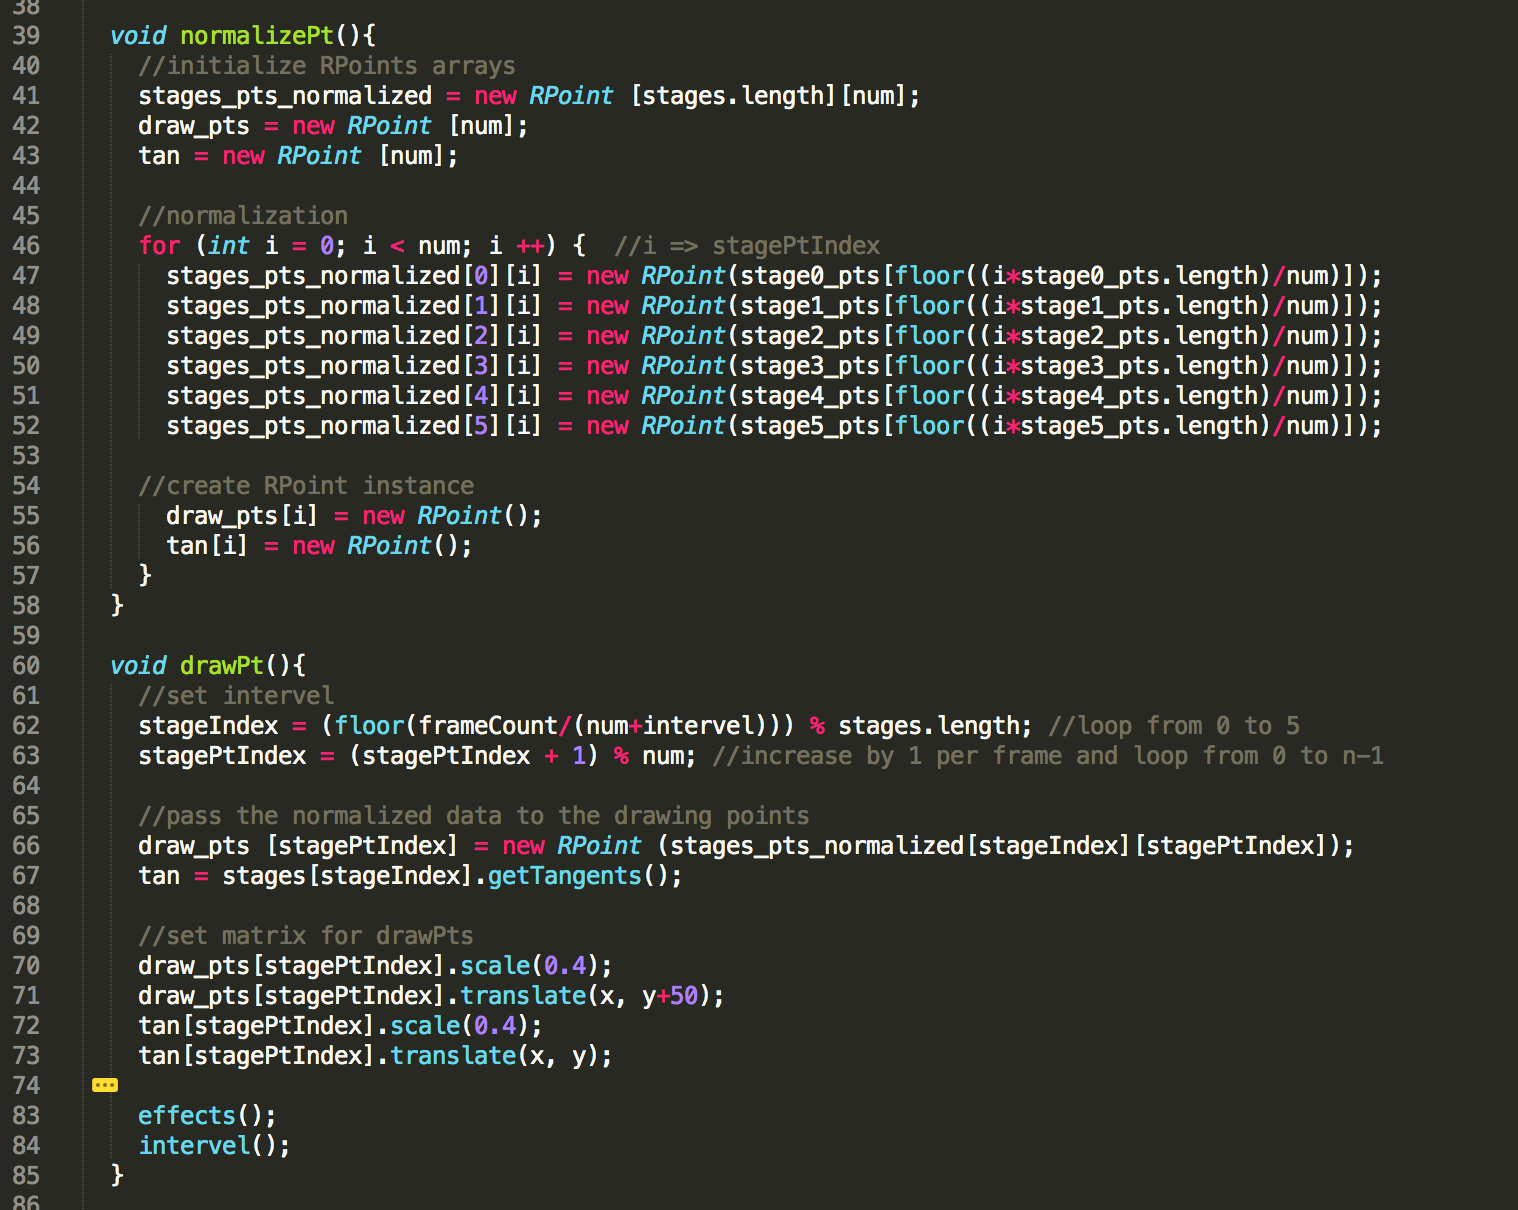 38
39 void normalizePt(){
40 //initialize RPoints arrays
41 stages_pts_normalized = new RPoint [stages.length][num];
42 draw_pts = new RPoint [num];
43 tan = new RPoint [num];
44
45 //normalization
46 for (int i = 0; i < num; i ++) {  //i => stagePtIndex
47 stages_pts_normalized[0][i] = new RPoint(stage0_pts[floor((i*stage0_pts.length)/num)]);
48 stages_pts_normalized[1][i] = new RPoint(stage1_pts[floor((i*stage1_pts.length)/num)]);
49 stages_pts_normalized[2][i] = new RPoint(stage2_pts[floor((i*stage2_pts.length)/num)]);
50 stages_pts_normalized[3][i] = new RPoint(stage3_pts[floor((i*stage3_pts.length)/num)]);
51 stages_pts_normalized[4][i] = new RPoint(stage4_pts[floor((i*stage4_pts.length)/num)]);
52 stages_pts_normalized[5][i] = new RPoint(stage5_pts[floor((i*stage5_pts.length)/num)]);
53
54 //create RPoint instance
55 draw_pts[i] = new RPoint();
56 tan[i] = new RPoint();
57 }
58 }
59
60 void drawPt(){
61 //set intervel
62 stageIndex = (floor(frameCount/(num+intervel))) % stages.length; //loop from 0 to 5
63 stagePtIndex = (stagePtIndex + 1) % num; //increase by 1 per frame and loop from 0 to n-1
64
65 //pass the normalized data to the drawing points
66 draw_pts [stagePtIndex] = new RPoint (stages_pts_normalized[stageIndex][stagePtIndex]);
67 tan = stages[stageIndex].getTangents();
68
69 //set matrix for drawPts
70 draw_pts[stagePtIndex].scale(0.4);
71 draw_pts[stagePtIndex].translate(x, y+50);
72 tan[stagePtIndex].scale(0.4);
73 tan[stagePtIndex].translate(x, y);
74
83 effects();
84 intervel();
85 }
86